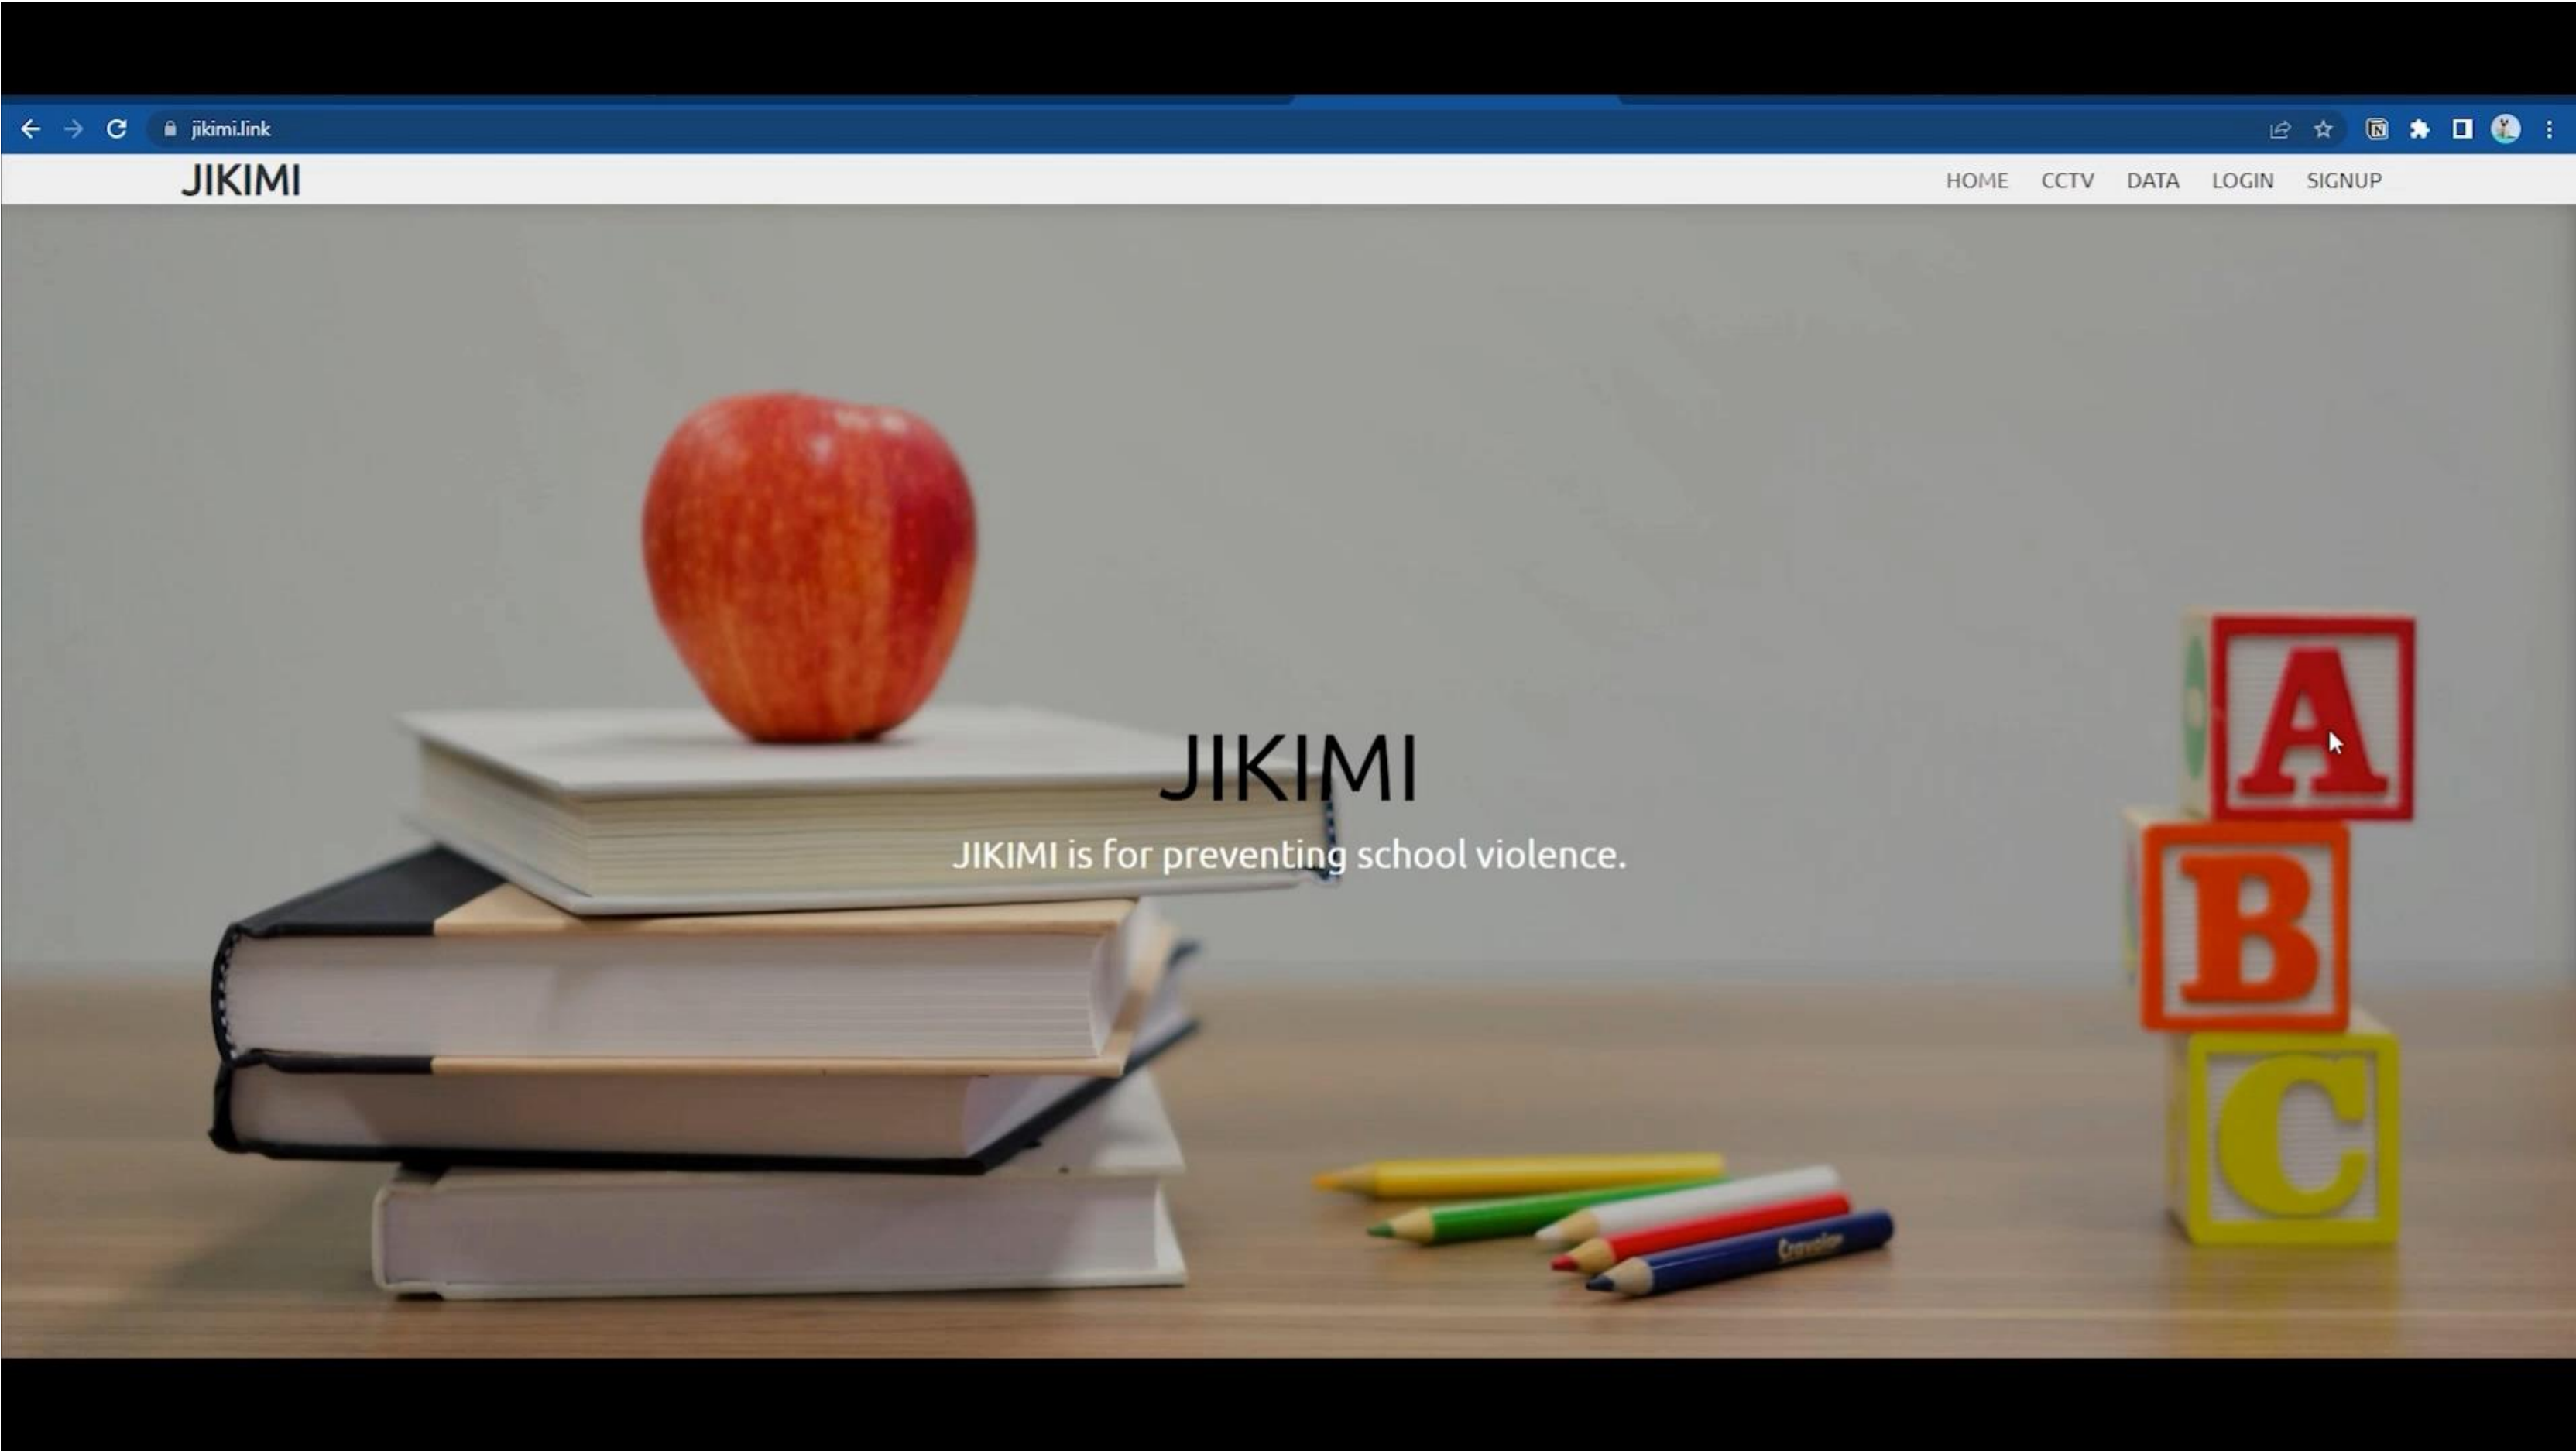 jikimi.link
JIKIMI
HOME CCTV DATA LOGIN SIGNUP
JIKIMI
JIKIMI is for preventing school violence.
A
B
C